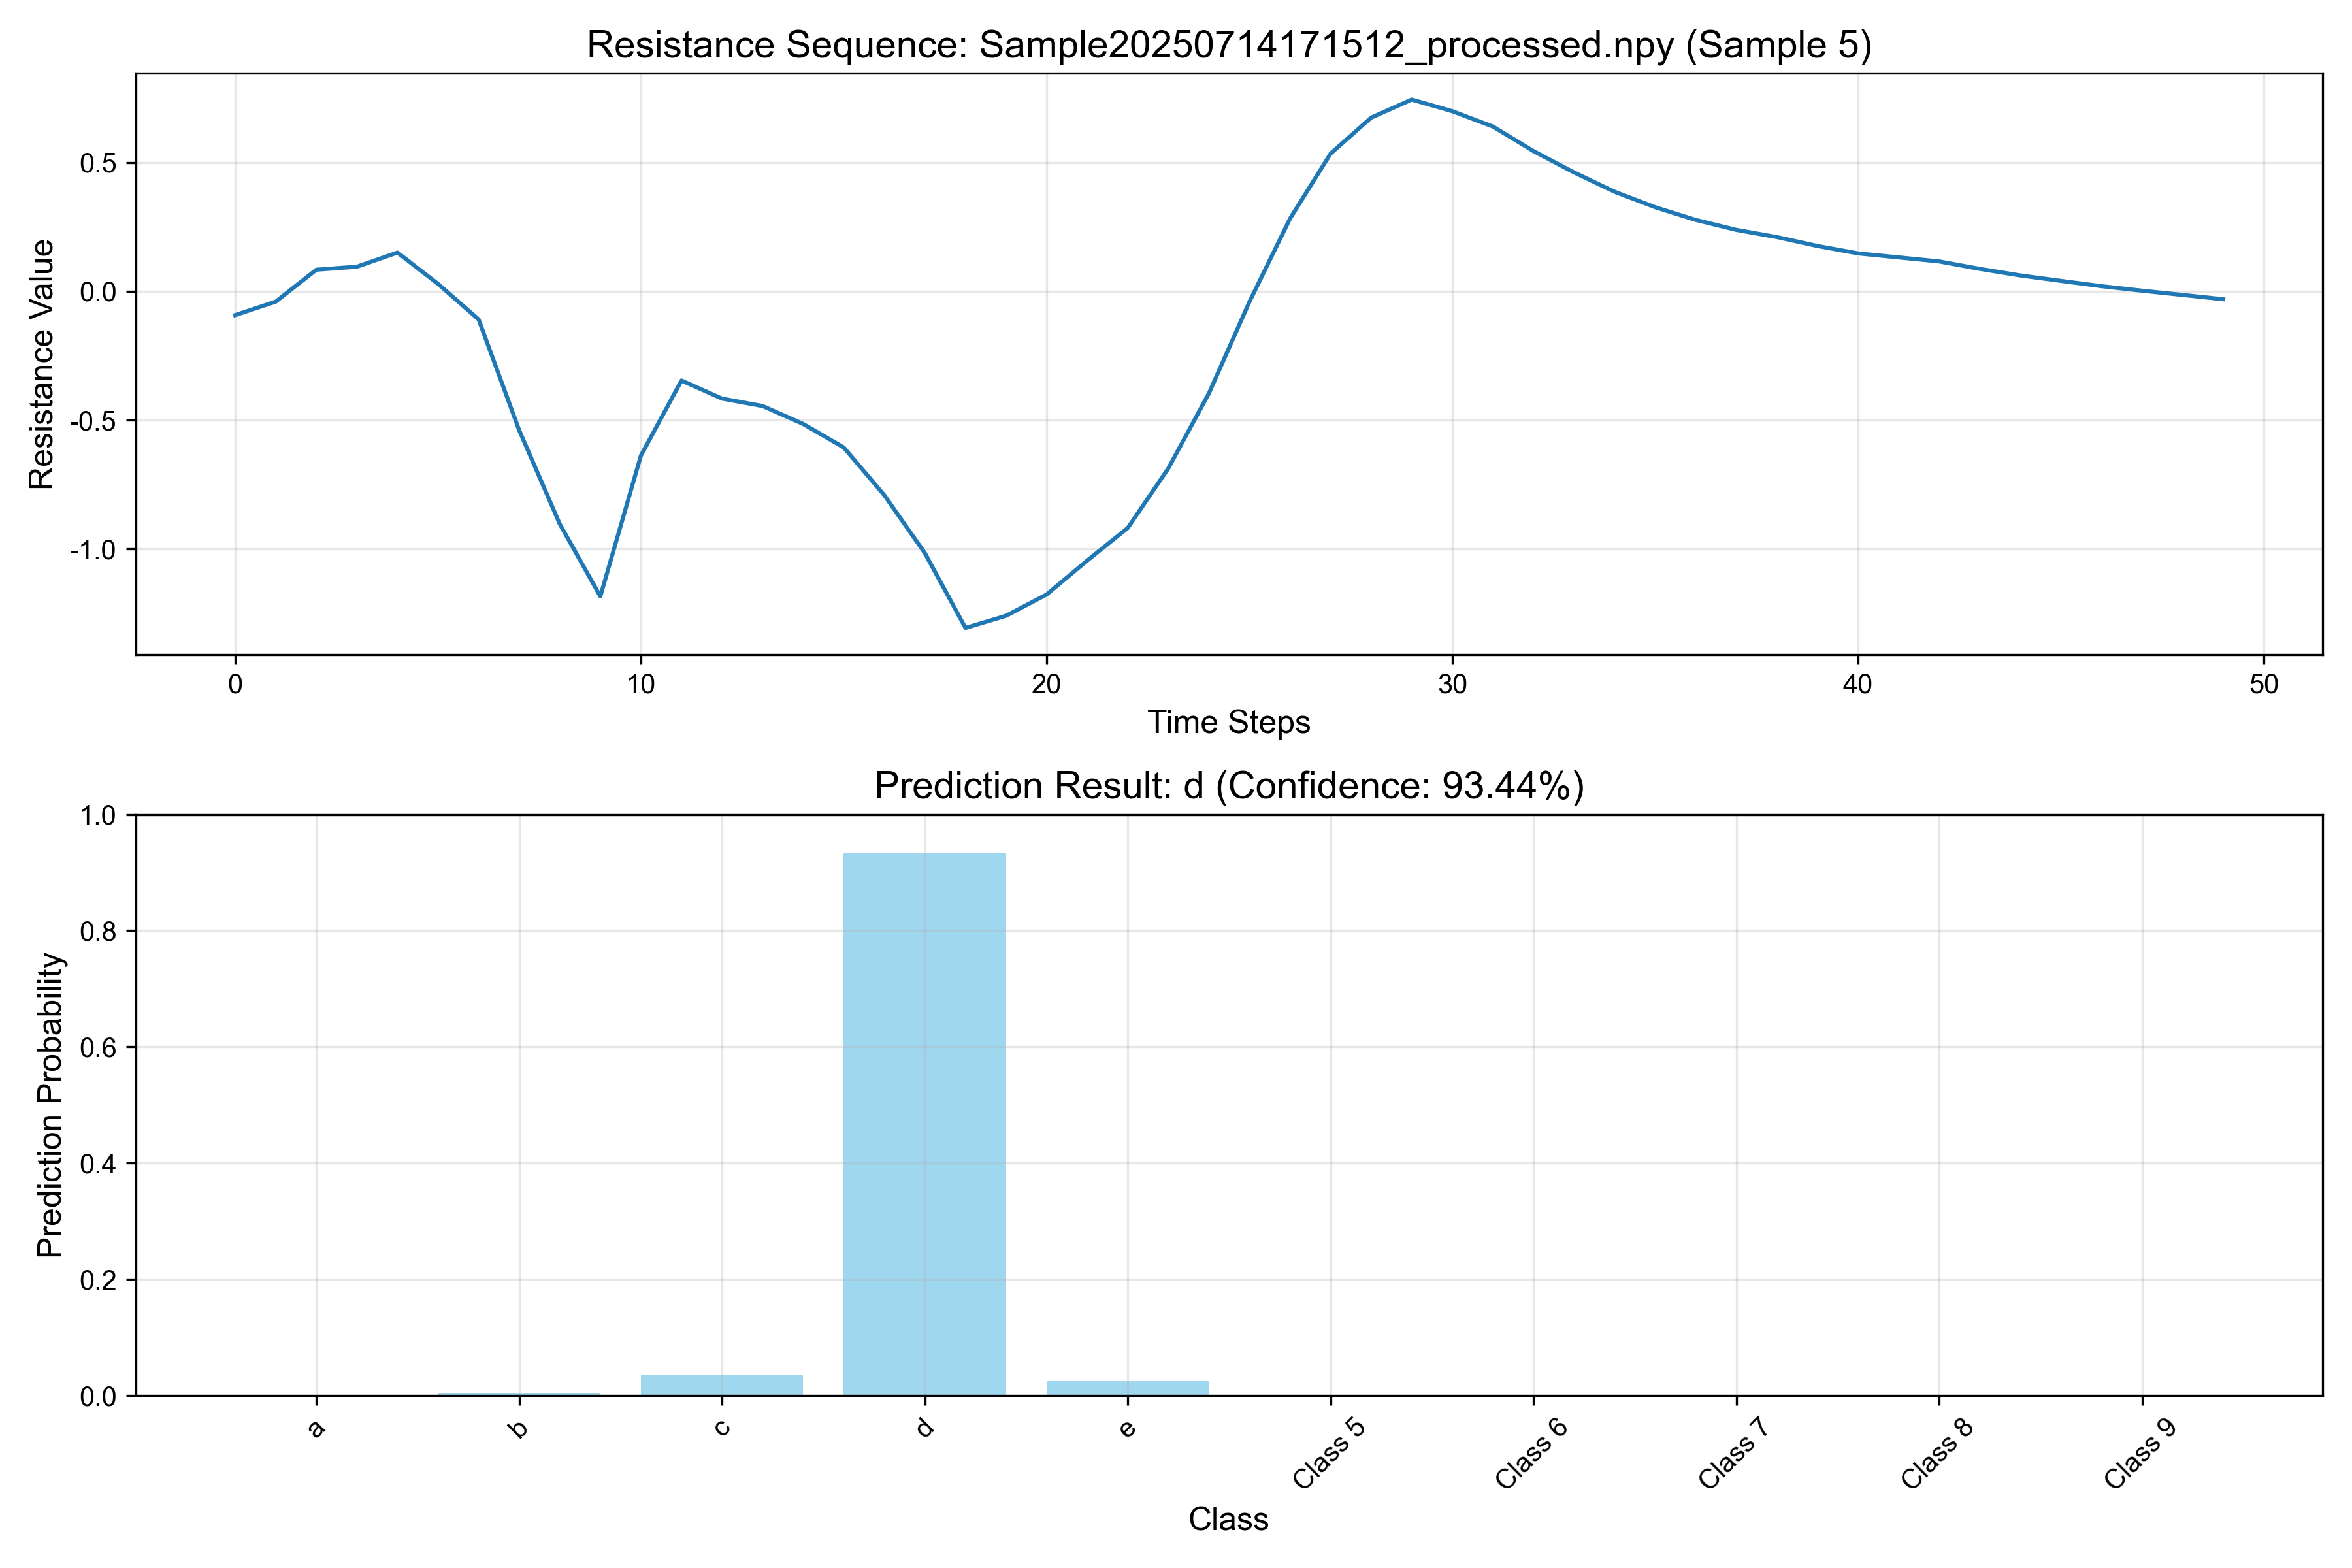 Resistance Sequence: Sample20250714171512_processed.npy (Sample 5)
Resistance Value
0.5
0.0
-0.5
-1.0
0 10 20 30 40 50
Time Steps
Prediction Result: d (Confidence: 93.44%)
Prediction Probability
1.0
0.8
0.6
0.4
0.2
0.0
a b c d e Class 5 Class 6 Class 7 Class 8 Class 9
Class